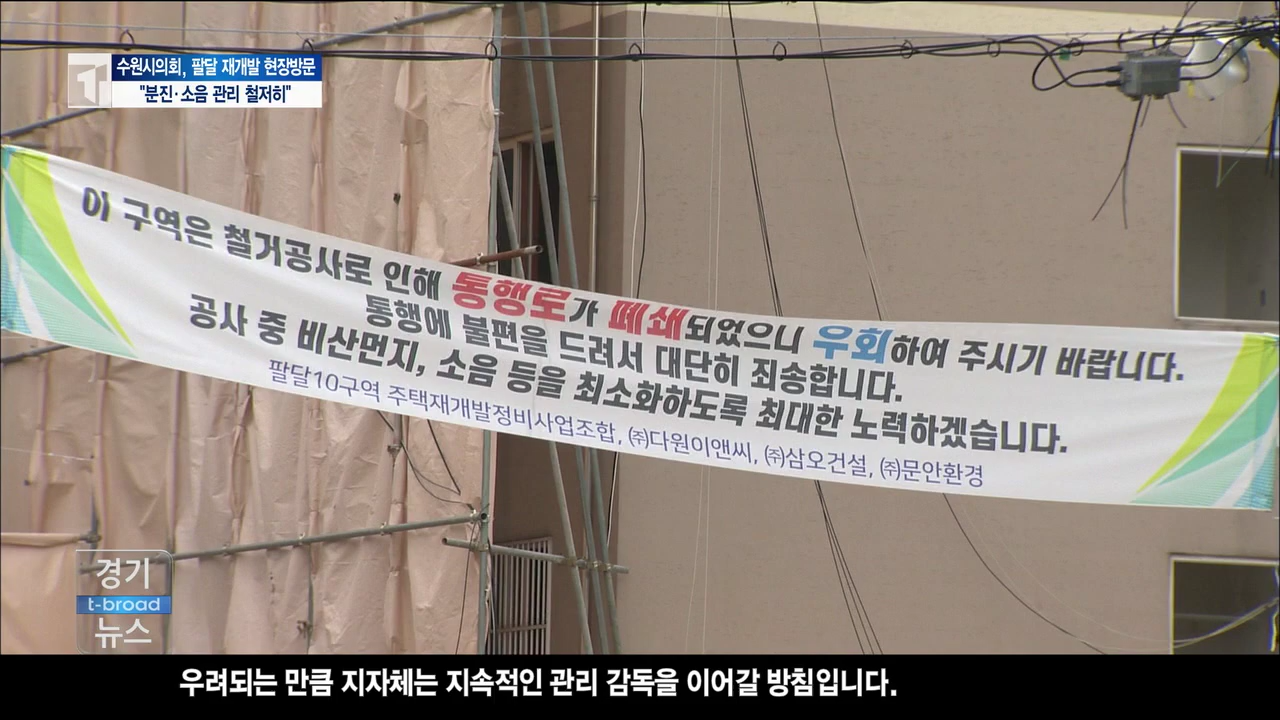 수원시의회, 팔달 재개발 현장방문
"분진·소음 관리 철저히"
이 구역은 철거공사로 인해 통행로가 폐쇄되었으니 우회하여 주시기 바랍니다.
통행에 불편을 드려서 대단히 죄송합니다.
공사 중 비산먼지, 소음 등을 최소화하도록 최대한 노력하겠습니다.
팔달10구역 주택재개발정비사업조합, ㈜다원이앤씨, ㈜삼오건설, ㈜문안환경
경기
t-broad
뉴스
우려되는 만큼 지자체는 지속적인 관리 감독을 이어갈 방침입니다.